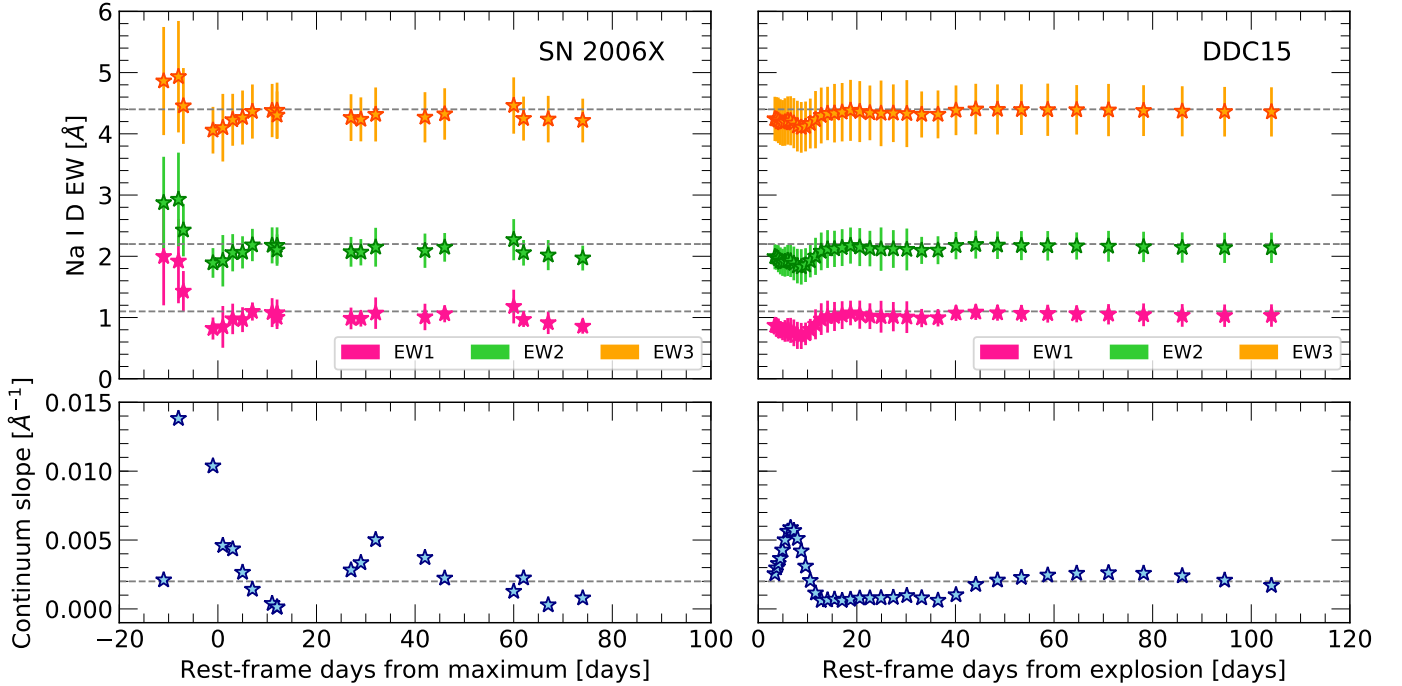 SN 2006X
DDC15
Na I D EW [Å]
6
5
4
3
2
1
0
EW1 EW2 EW3
EW1 EW2 EW3
Continuum slope [Å⁻¹]
0.015
0.010
0.005
0.000
−20 0 20 40 60 80 100
0 20 40 60 80 100 120
Rest-frame days from maximum [days]
Rest-frame days from explosion [days]